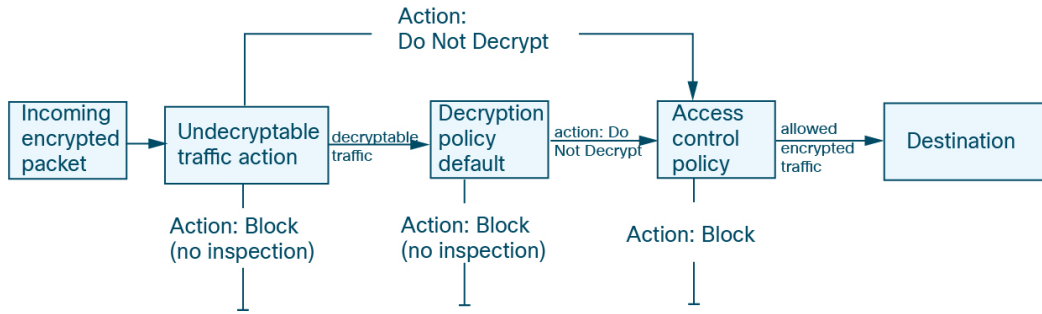 Action:
Do Not Decrypt
Incoming
encrypted
packet
Undecryptable
traffic action
decryptable
traffic
Decryption
policy
default
action: Do
Not Decrypt
Access
control
policy
allowed
encrypted
traffic
Destination
Action: Block
(no inspection)
Action: Block
(no inspection)
Action: Block